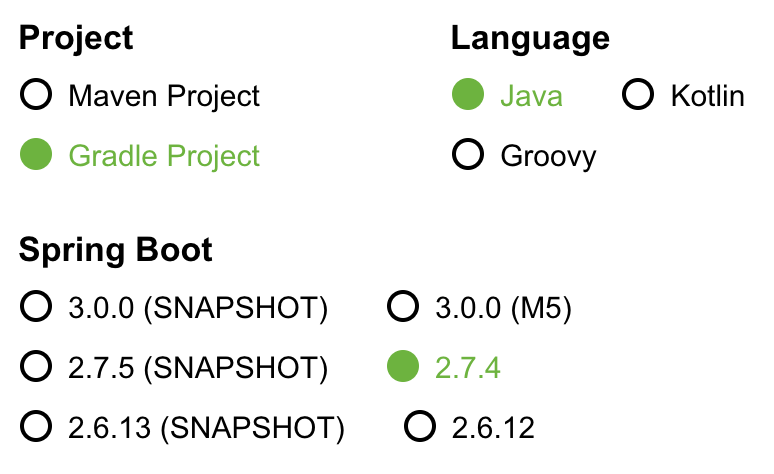 Project
Maven Project
Gradle Project
Language
Java Kotlin
Groovy
Spring Boot
3.0.0 (SNAPSHOT) 3.0.0 (M5)
2.7.5 (SNAPSHOT) 2.7.4
2.6.13 (SNAPSHOT) 2.6.12